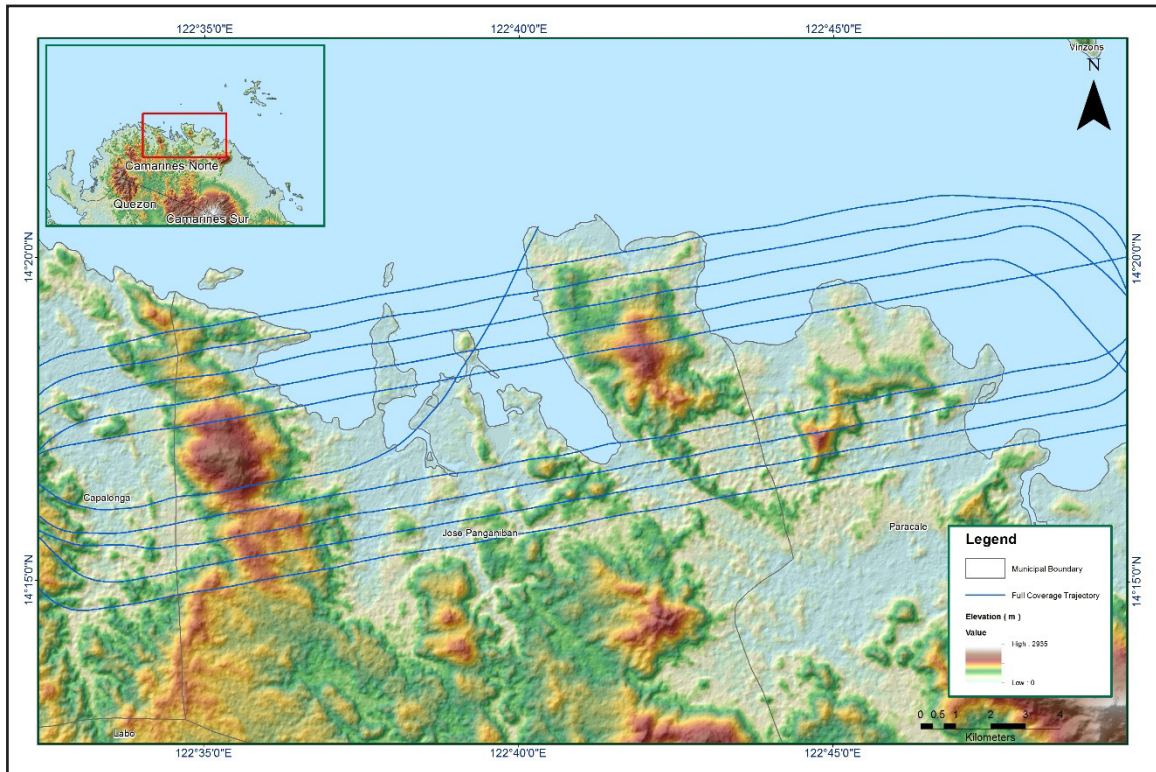 122°35'0"E
122°40'0"E
122°45'0"E
Vinzons
N
Camarines Norte
Quezon
Camarines Sur
14°20'0"N
14°20'0"N
Capalonga
Jose Panganiban
Paracale
Legend
Municipal Boundary
Full Coverage Trajectory
Elevation ( m )
Value
High : 2935
Low : 0
14°15'0"N
14°15'0"N
Labo
0 0.5 1 2 3 4
Kilometers
122°35'0"E
122°40'0"E
122°45'0"E